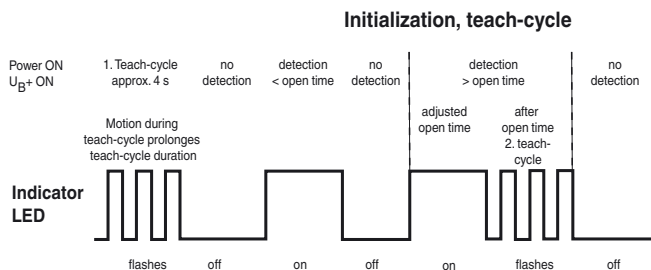 Initialization, teach-cycle
Power ON
U_B+ ON
1. Teach-cycle
approx. 4 s
no
detection
detection
< open time
no
detection
detection
> open time
no
detection
Motion during
teach-cycle prolonges
teach-cycle duration
adjusted
open time
after
open time
2. teach-
cycle
Indicator
LED
flashes
off
on
off
on
flashes
off